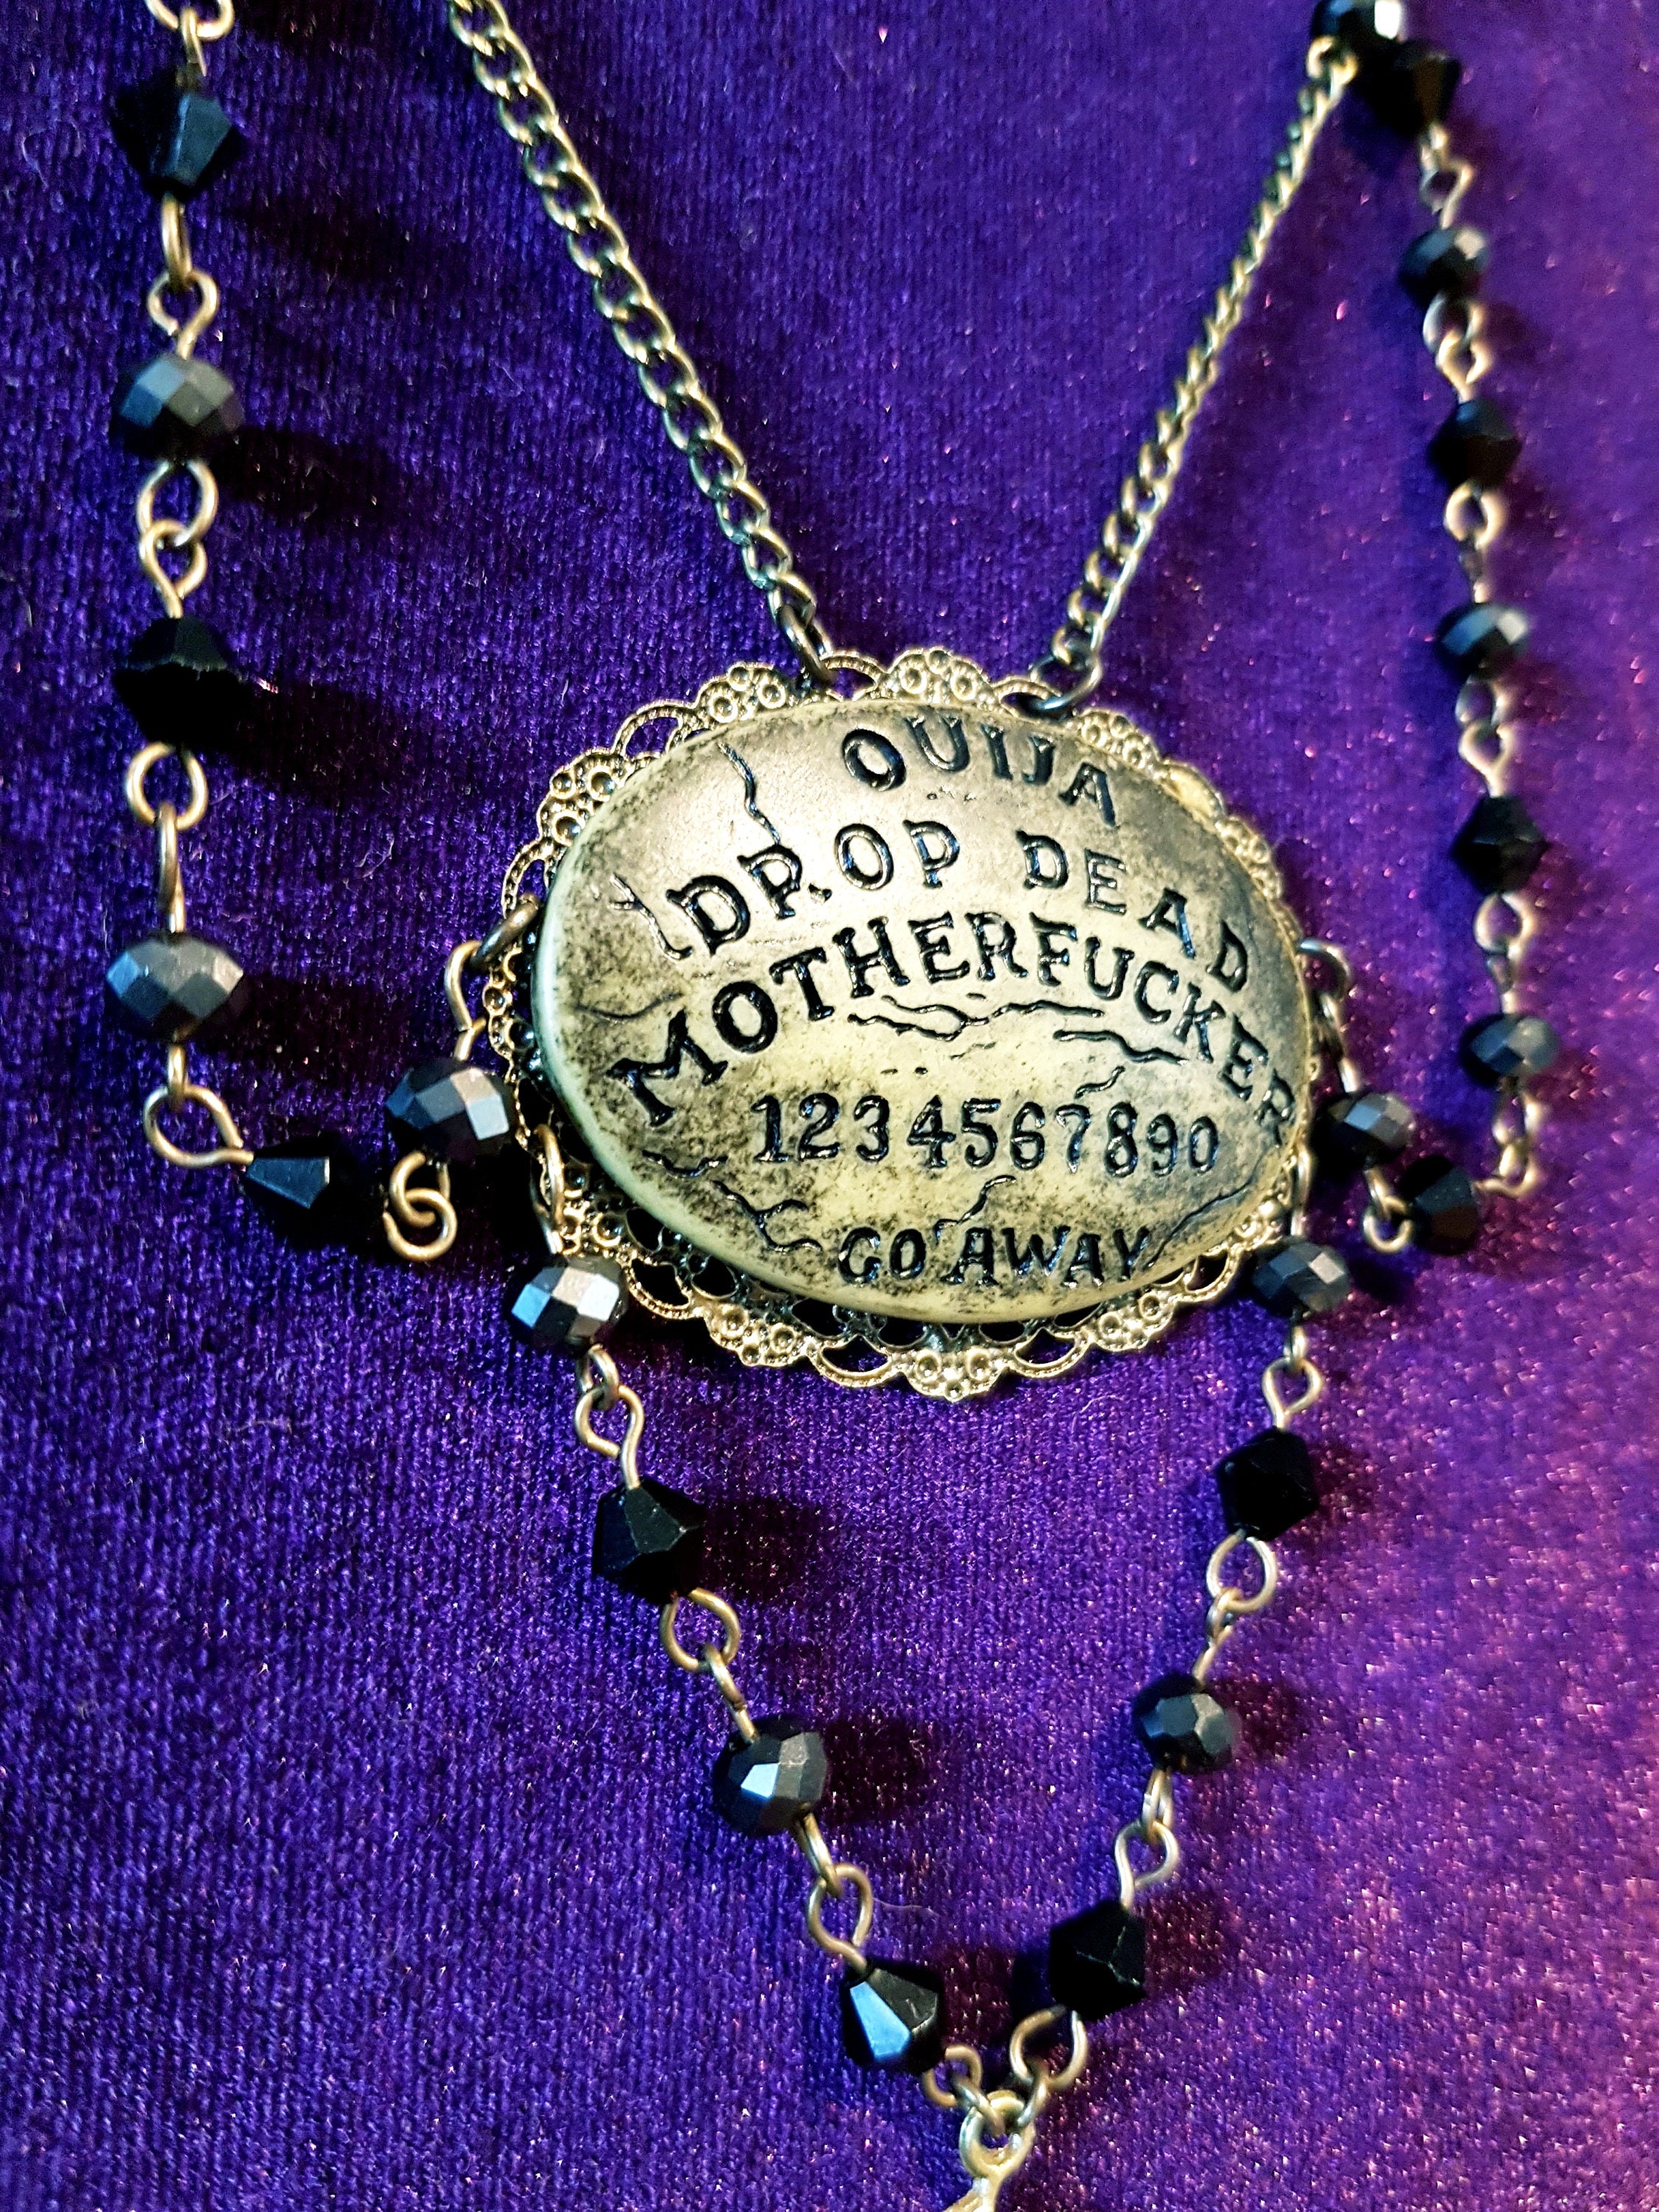 OUIJA
DROP DEAD
MOTHERFUCKER
1234567890
GO AWAY